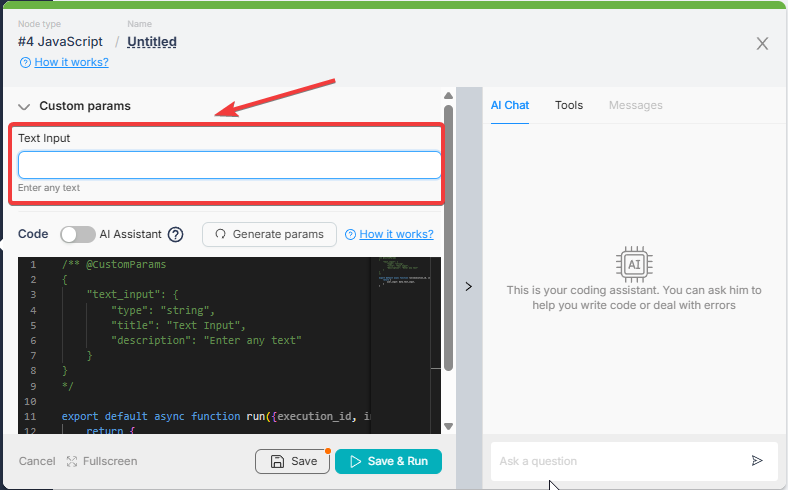 Node type
Name
#4 JavaScript / Untitled
How it works?
Custom params
Text Input
Enter any text
Code
AI Assistant
Generate params
How it works?
1 /** @CustomParams
2 {
3 "text_input": {
4 "type": "string",
5 "title": "Text Input",
6 "description": "Enter any text"
7 }
8 }
9 */
10
11 export default async function run({execution_id, in
12 return {
Cancel
Fullscreen
Save
Save & Run
AI Chat
Tools
Messages
AI
This is your coding assistant. You can ask him to
help you write code or deal with errors
Ask a question